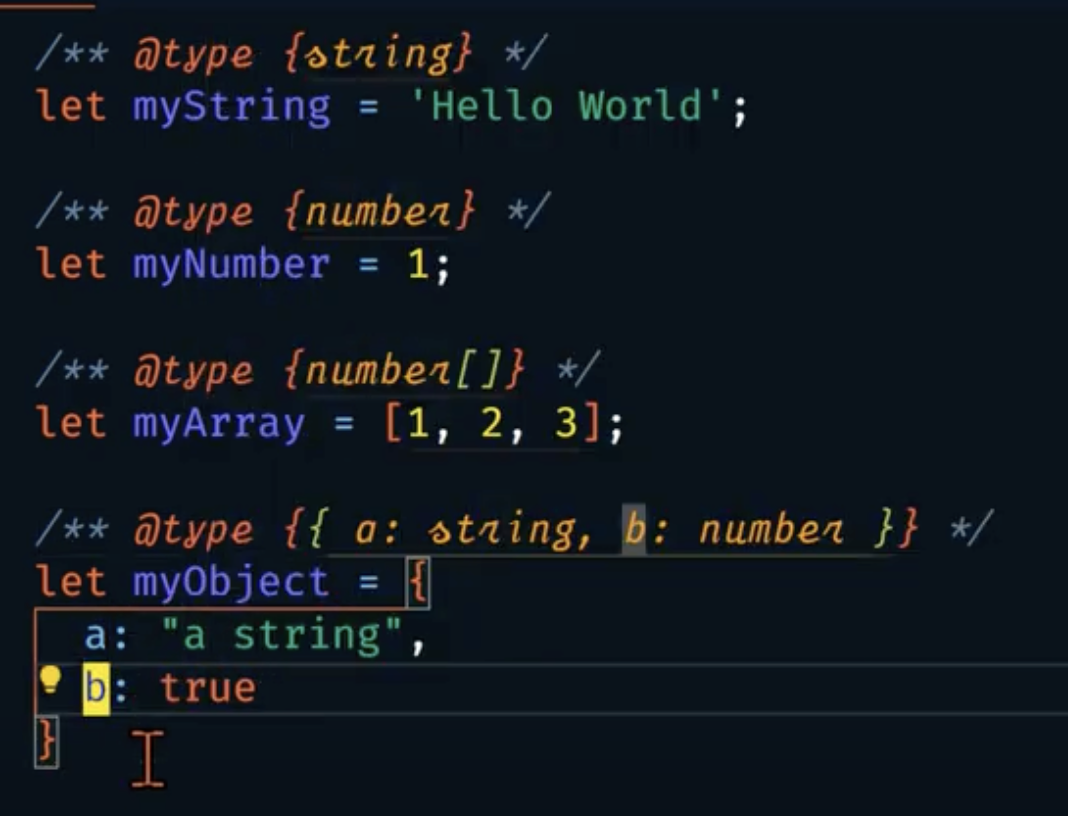 /** @type {string} */
let myString = 'Hello World';
/** @type {number} */
let myNumber = 1;
/** @type {number[]} */
let myArray = [1, 2, 3];
/** @type {{ a: string, b: number }} */
let myObject = {
a: "a string",
b: true
}